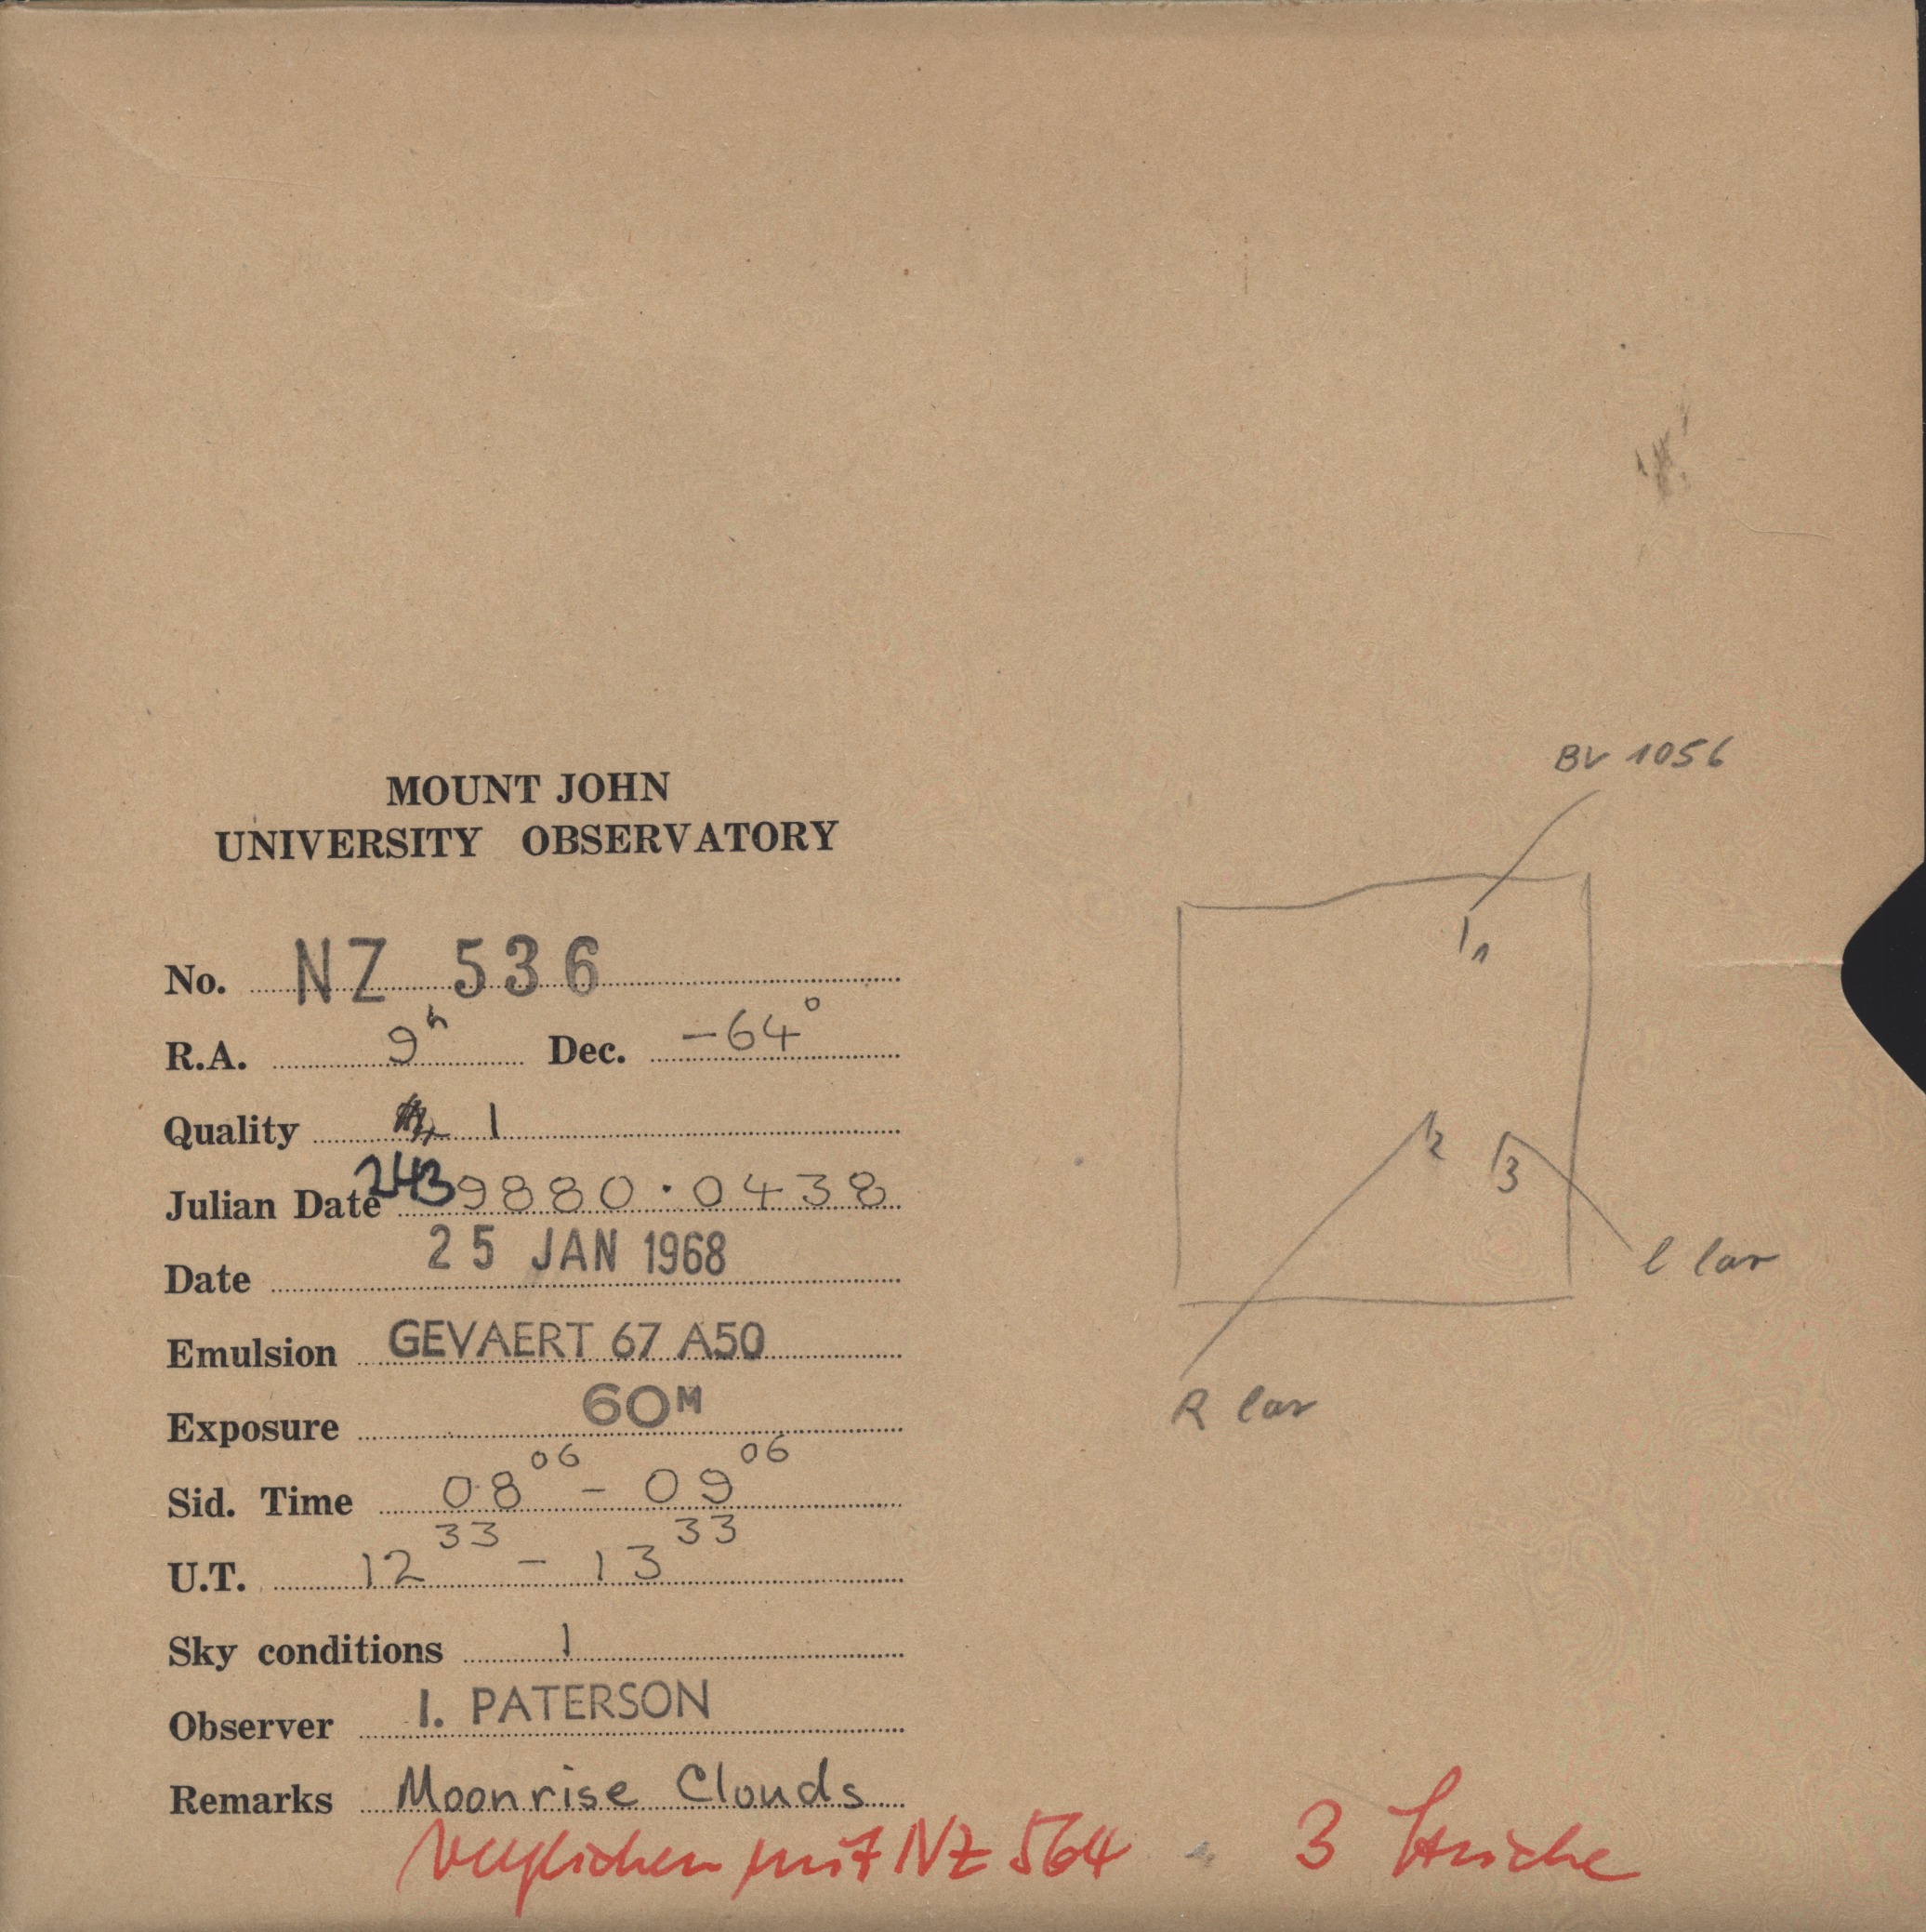 MOUNT JOHN
UNIVERSITY OBSERVATORY
No. NZ 536
R.A. 9h Dec. -64°
Quality 1
Julian Date 2439880.0438
Date 25 JAN 1968
Emulsion GEVAERT 67 A50
Exposure 60M
Sid. Time 08 06 - 09 06
U.T. 12 33 - 13 33
Sky conditions 1
Observer I. PATERSON
Remarks Moonrise Clouds
verglichen mit NZ 564 3 Striche
BV 1056
1
2
3
l Car
R Car